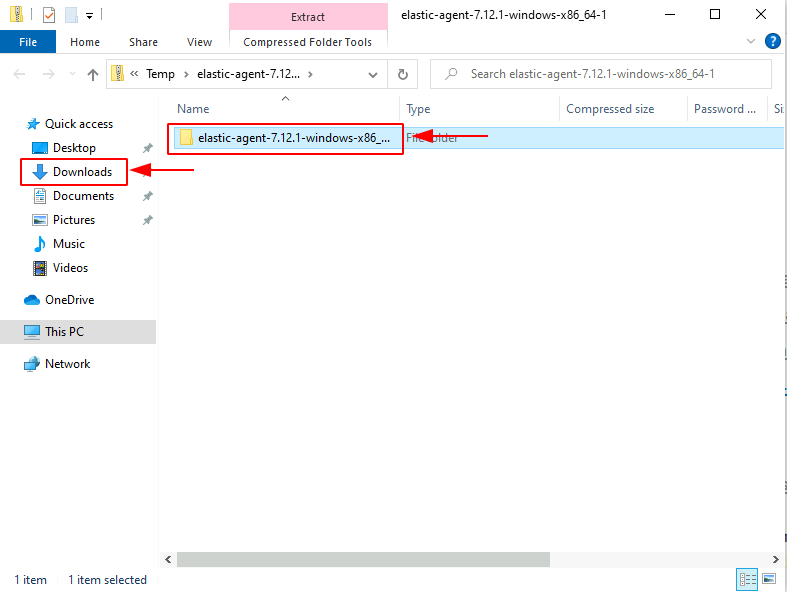 Extract
elastic-agent-7.12.1-windows-x86_64-1
File
Home
Share
View
Compressed Folder Tools
?
« Temp › elastic-agent-7.12... ›
Search elastic-agent-7.12.1-windows-x86_64-1
Name
Type
Compressed size
Password ...
Si
Quick access
Desktop
Downloads
Documents
Pictures
Music
Videos
OneDrive
This PC
Network
elastic-agent-7.12.1-windows-x86_...
File folder
1 item
1 item selected